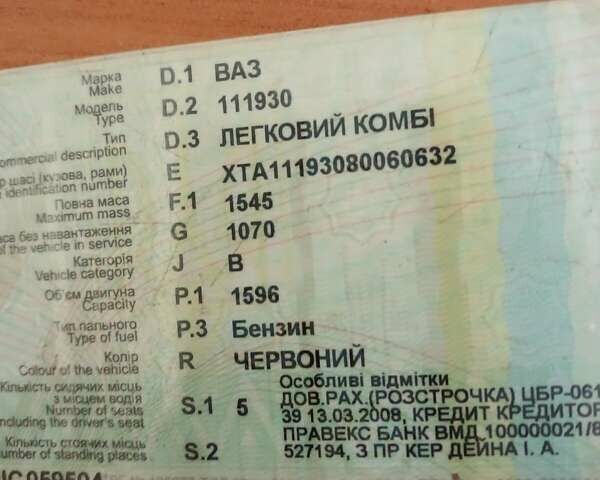 Марка D.1 ВАЗ
Make
Модель D.2 111930
Type
Тип D.3 ЛЕГКОВИЙ КОМБІ
commercial description
шасі (кузова, рами) E XTA11193080060632
identification number
Повна маса F.1 1545
Maximum mass
маса без навантаження G 1070
of the vehicle in service
Категорія J B
Vehicle category
Об'єм двигуна P.1 1596
Capacity
Тип пального P.3 Бензин
Type of fuel
Колір R ЧЕРВОНИЙ
Colour of the vehicle
Кількість сидячих місць S.1 5 Особливі відмітки
з місцем водія ДОВ.РАХ.(РОЗСТРОЧКА) ЦБР-061
Number of seats 39 13.03.2008, КРЕДИТ КРЕДИТОР
including the driver's seat ПРАВЕКС БАНК ВМД 100000021/8
Кількість стоячих місць S.2 527194, З ПР КЕР ДЕЙНА І. А.
number of standing places